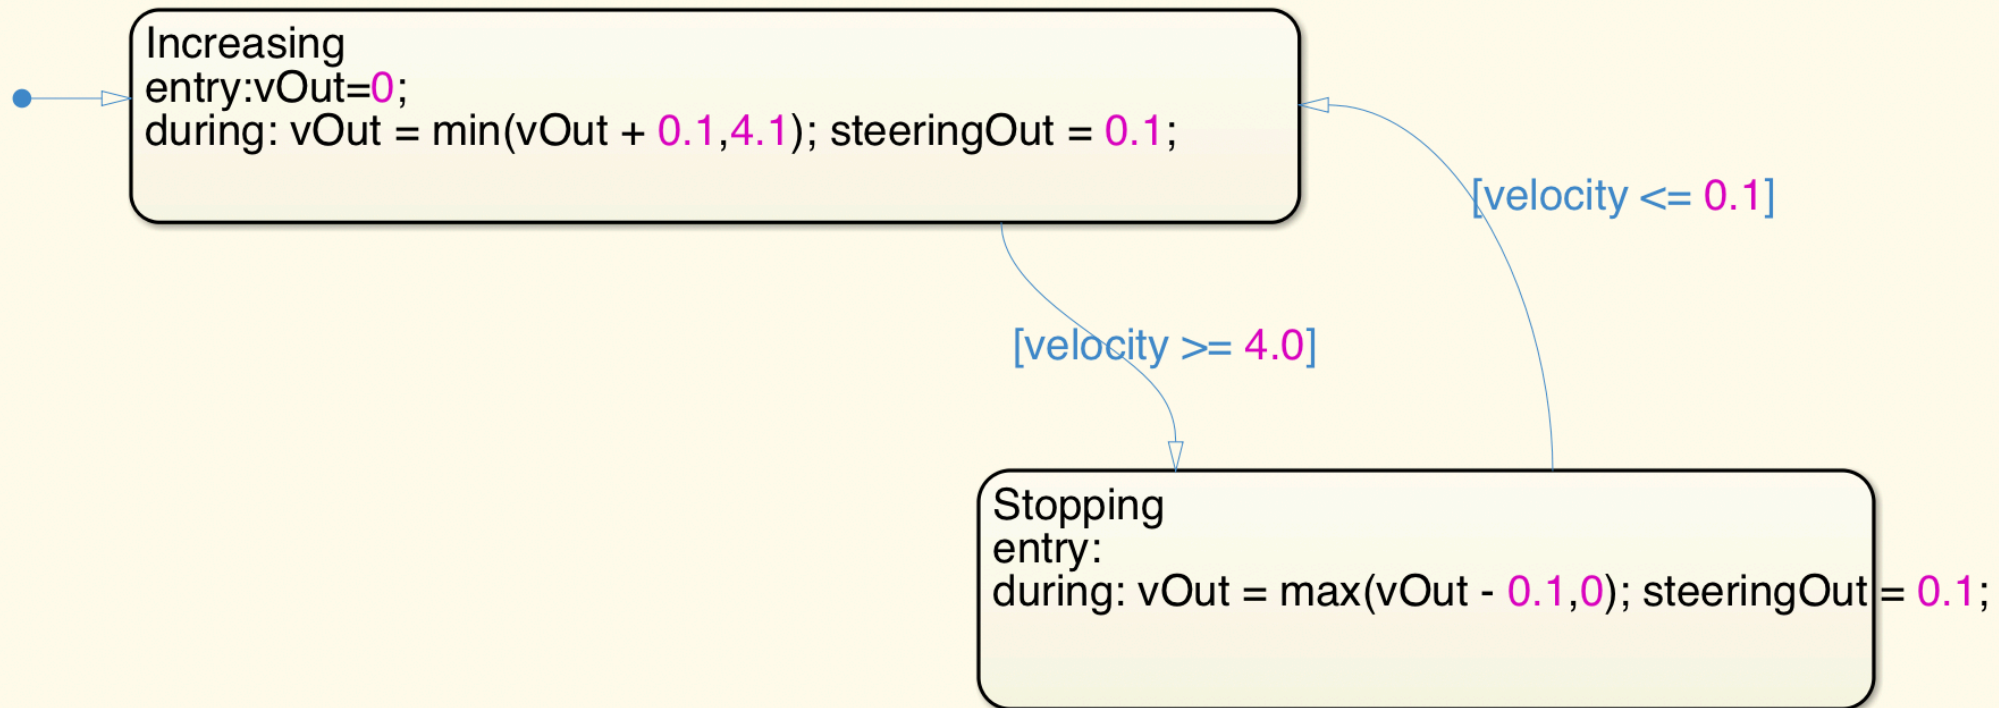 Increasing
entry:vOut=0;
during: vOut = min(vOut + 0.1,4.1); steeringOut = 0.1;
[velocity <= 0.1]
[velocity >= 4.0]
Stopping
entry:
during: vOut = max(vOut - 0.1,0); steeringOut = 0.1;